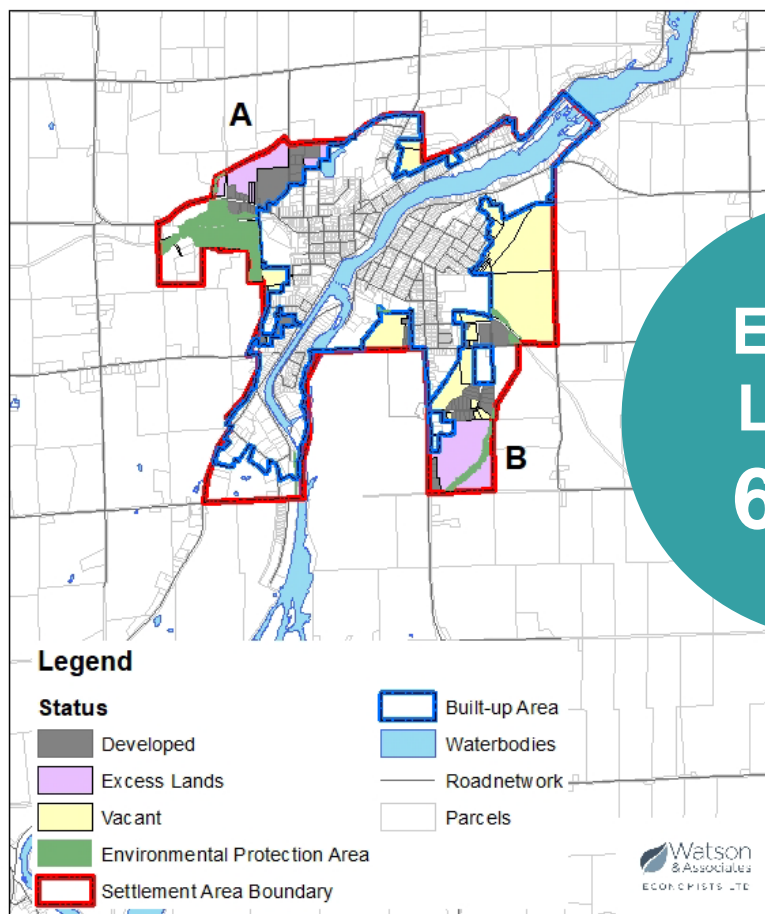 A
B
E
L
6
Legend
Status
Developed
Excess Lands
Vacant
Environmental Protection Area
Settlement Area Boundary
Built-up Area
Waterbodies
Roadnetwork
Parcels
Watson
& Associates
ECONOMISTS LTD